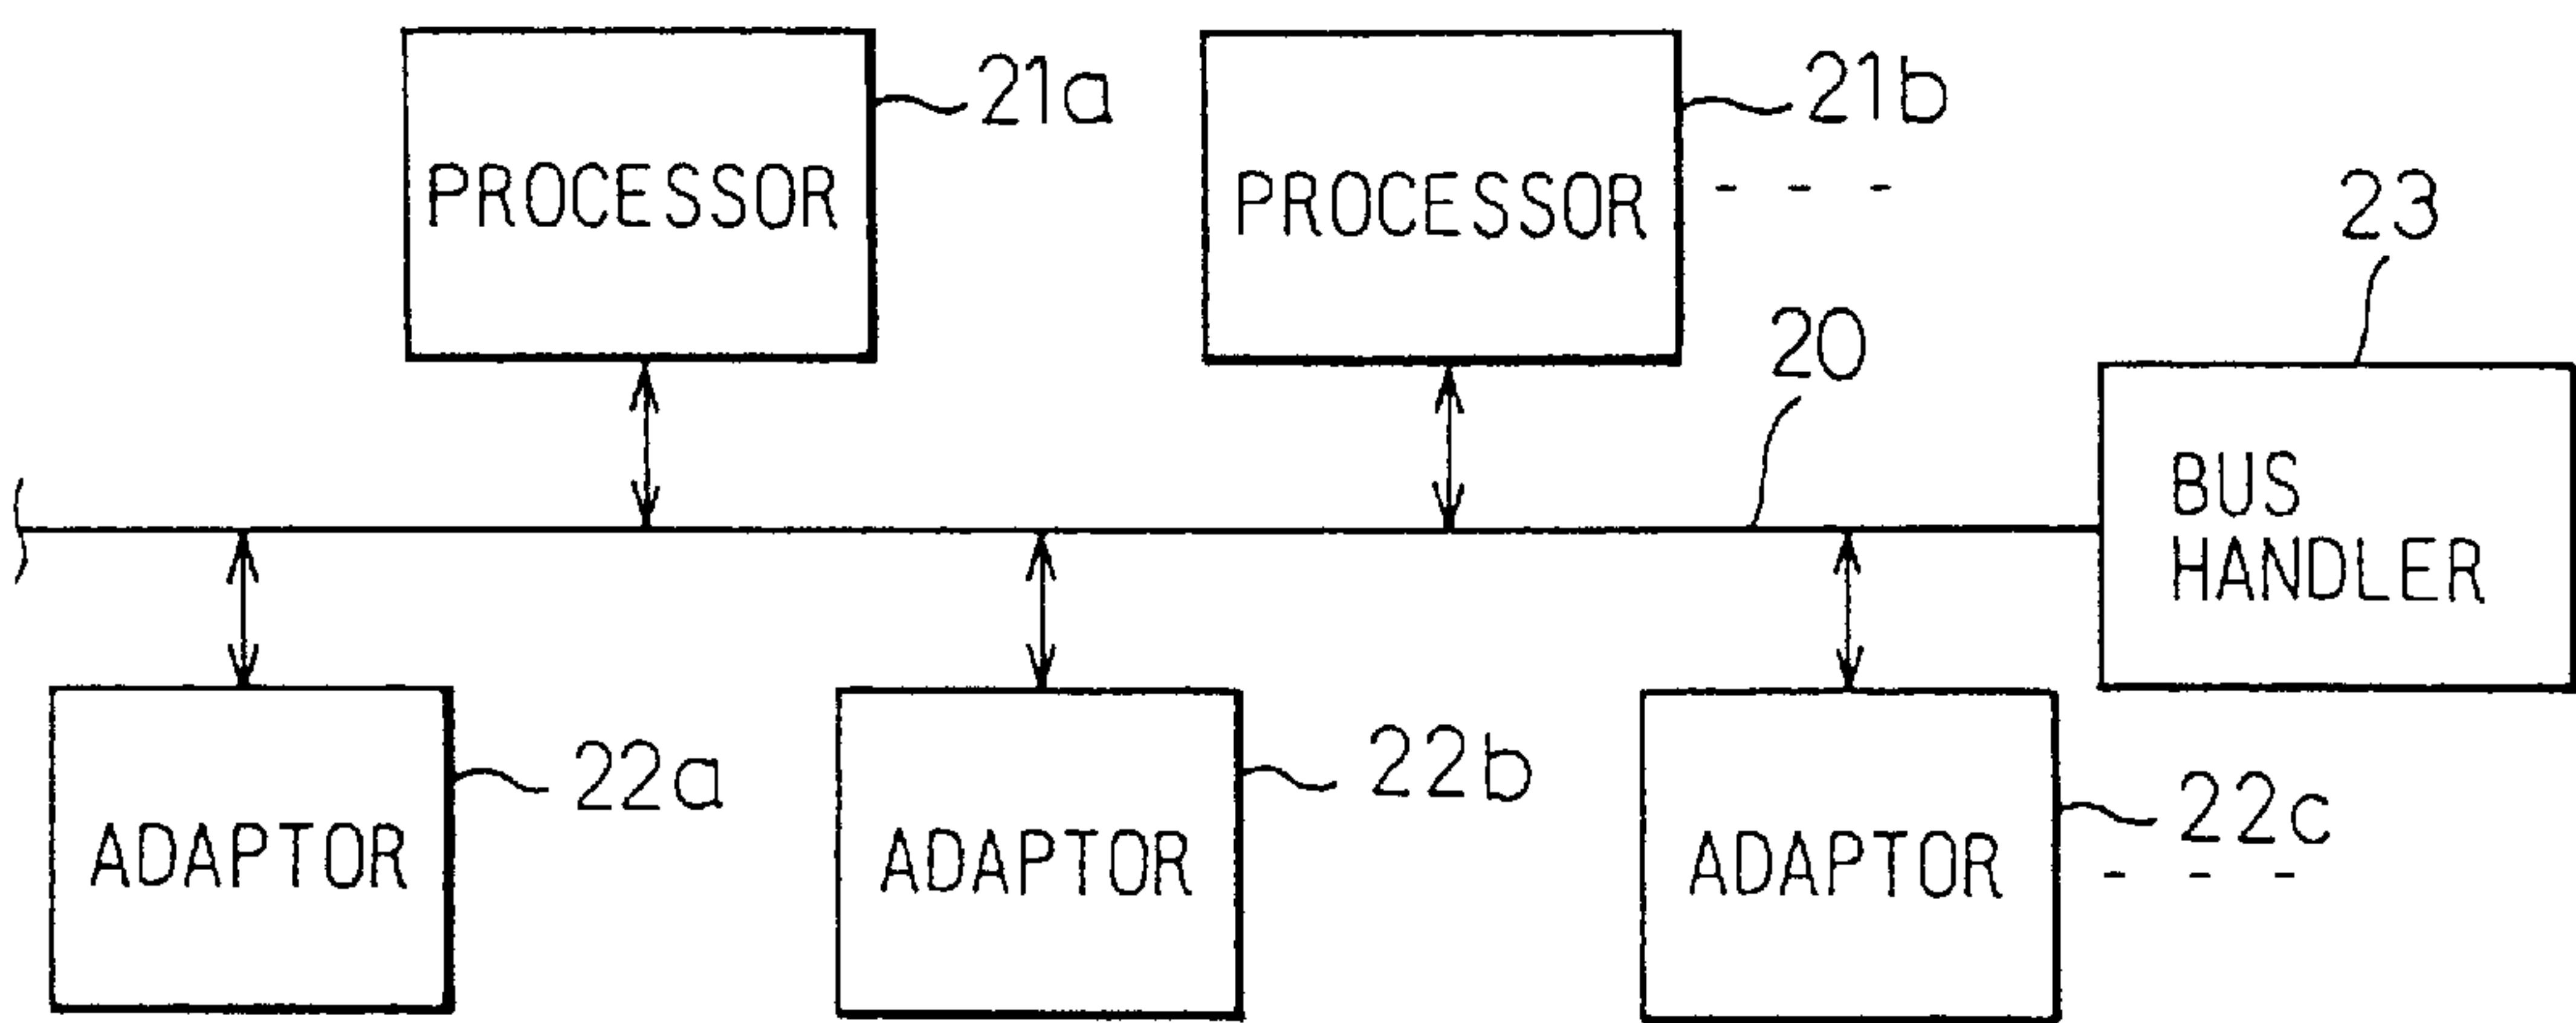 21a
21b
PROCESSOR
PROCESSOR
- - -
23
20
BUS
HANDLER
22a
22b
22c
ADAPTOR
ADAPTOR
ADAPTOR
- - -